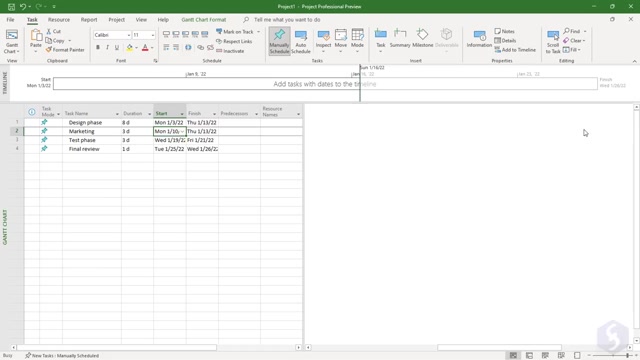 Project1 - Project Professional Preview
File Task Resource Project View Help Gantt Chart Format Tell me what you want to do
Gantt Chart
Paste
Cut
Copy
Format Painter
Calibri 11
B I U A
Mark on Track
Respect Links
Inactivate
Manually Schedule
Auto Schedule
Inspect Move Mode
Task Summary Milestone Deliverable
Information
Notes
Details
Add to Timeline
Scroll to Task
Find
Clear
Fill
View Clipboard Font Schedule Tasks Insert Properties Editing
Sun 1/16/22
Jan 9, '22 Jan 16, '22 Jan 23, '22
TIMELINE
Start
Mon 1/3/22
Add tasks with dates to the timeline
Finish
Wed 1/26/22
Task Mode Task Name Duration Start Finish Predecessors Resource Names
1 Design phase 8 d Mon 1/3/22 Thu 1/13/22
2 Marketing 3 d Mon 1/10/ Thu 1/13/22
3 Test phase 3 d Wed 1/19/22 Fri 1/21/22
4 Final review 1 d Tue 1/25/22 Wed 1/26/22
GANTT CHART
New Tasks : Manually Scheduled